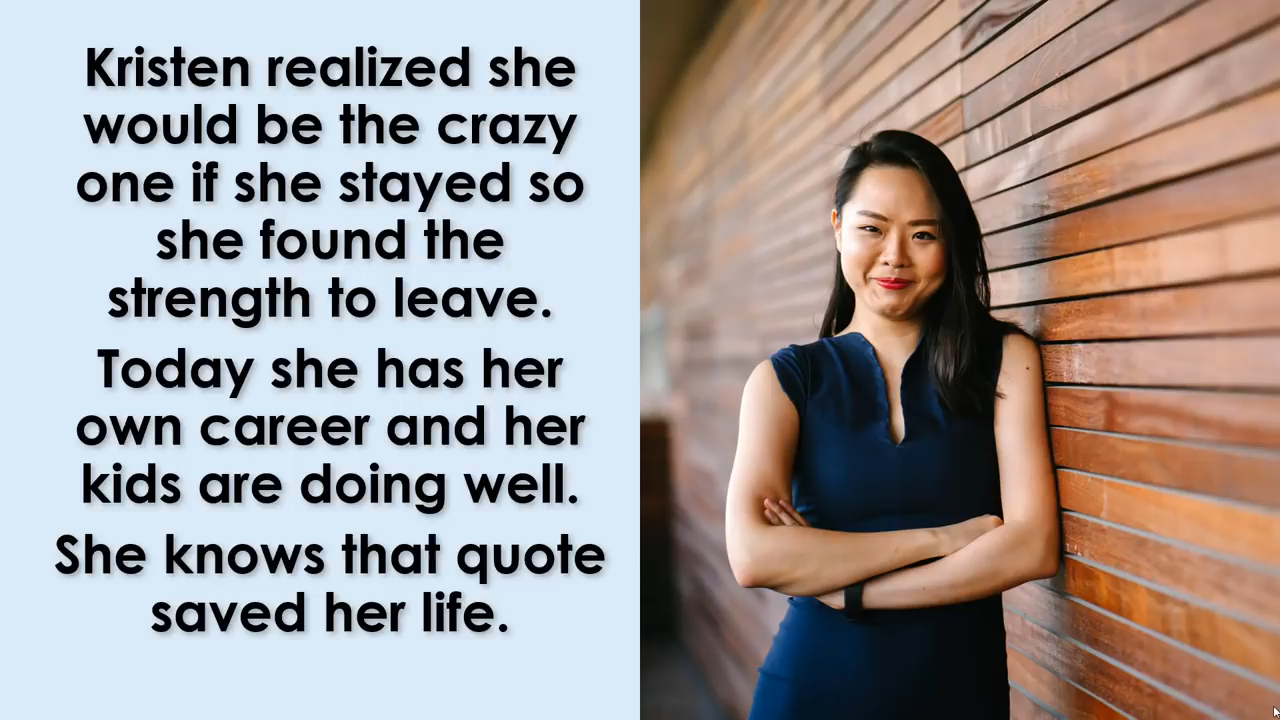 Kristen realized she
would be the crazy
one if she stayed so
she found the
strength to leave.
Today she has her
own career and her
kids are doing well.
She knows that quote
saved her life.